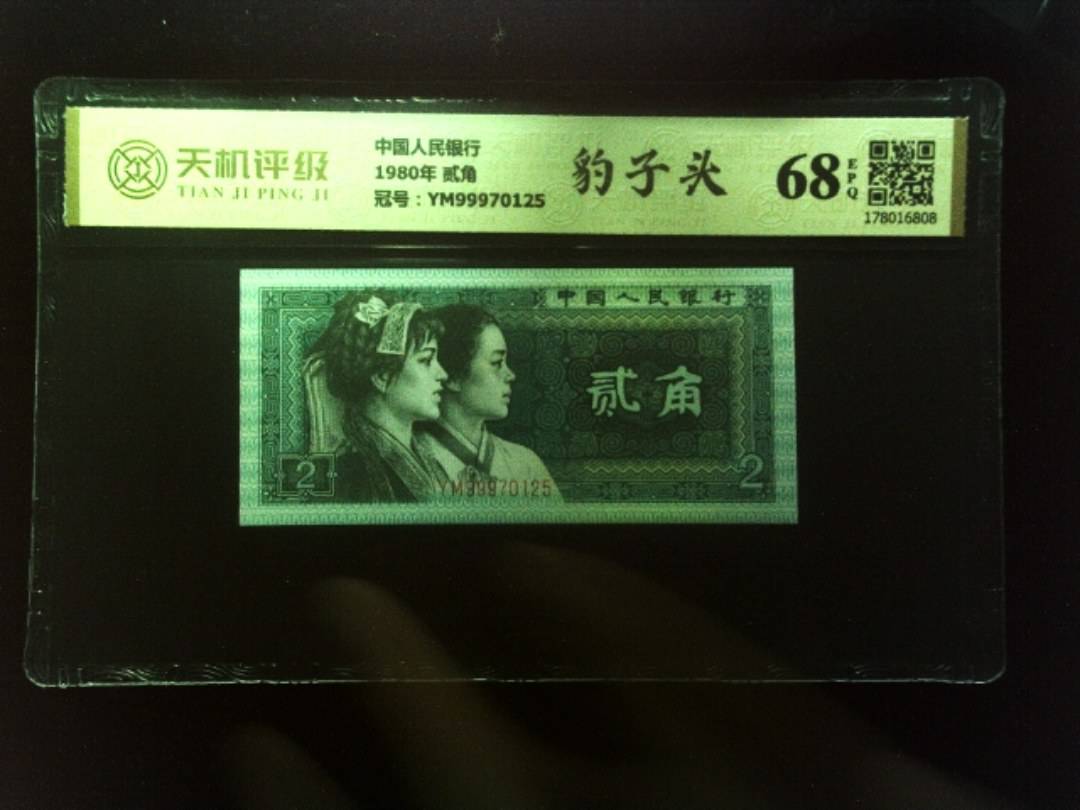 天机评级
TIAN JI PING JI
中国人民银行
1980年 贰角
冠号：YM99970125
豹子头
68
EPQ
178016808
中国人民银行
贰角
2
2
YM99970125